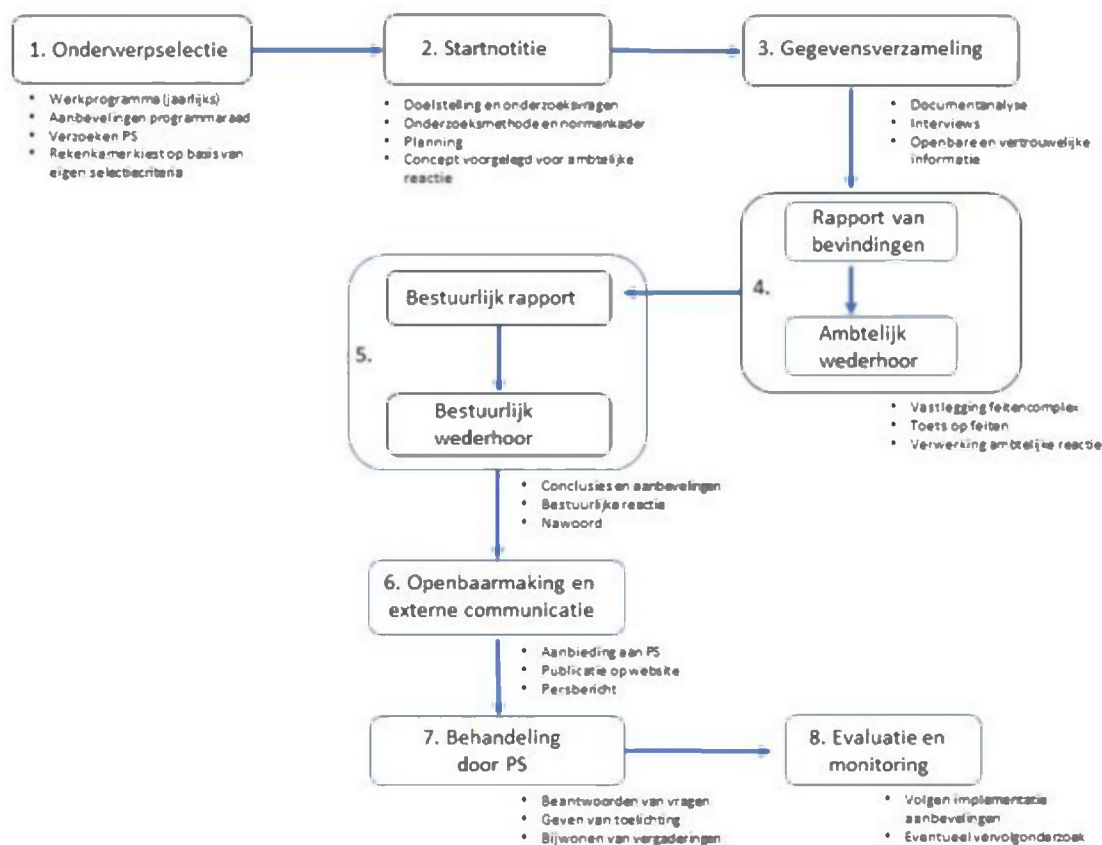 1. Onderwerpselectie
• Werkprogramma (jaarlijks)
• Aanbevelingen programmaraad
• Verzoeken PS
• Rekenkamer kiest op basis van
eigen selectiecriteria
2. Startnotitie
• Doelstelling en onderzoeksvragen
• Onderzoeksmethode en normenkader
• Planning
• Concept voorgelegd voor ambtelijke
reactie
3. Gegevensverzameling
• Documentanalyse
• Interviews
• Openbare en vertrouwelijke
informatie
4.
Rapport van
bevindingen
Ambtelijk
wederhoor
• Vastlegging feitencomplex
• Toets op feiten
• Verwerking ambtelijke reactie
5.
Bestuurlijk rapport
Bestuurlijk
wederhoor
• Conclusies en aanbevelingen
• Bestuurlijke reactie
• Nawoord
6. Openbaarmaking en
externe communicatie
• Aanbieding aan PS
• Publicatie op website
• Persbericht
7. Behandeling
door PS
• Beantwoorden van vragen
• Geven van toelichting
• Bijwonen van vergaderingen
8. Evaluatie en
monitoring
• Volgen implementatie
aanbevelingen
• Eventueel vervolgonderzoek